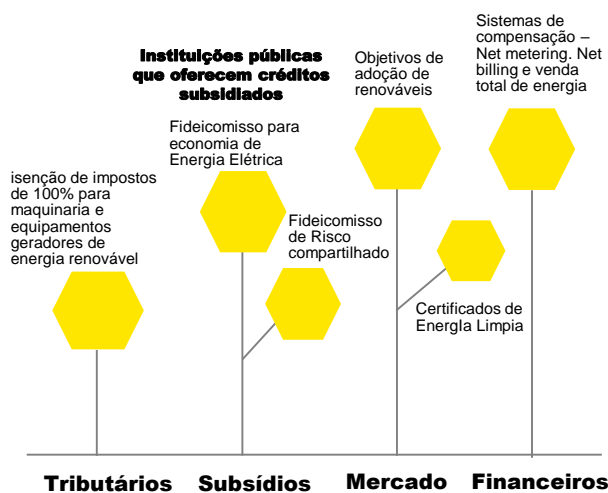 Instituições públicas
que oferecem créditos
subsidiados
isenção de impostos
de 100% para
maquinaria e
equipamentos
geradores de
energia renovável
Fideicomisso para
economia de
Energia Elétrica
Fideicomisso
de Risco
compartilhado
Objetivos de
adoção de
renováveis
Certificados de
EnergIa Limpia
Sistemas de
compensação –
Net metering. Net
billing e venda
total de energia
Tributários
Subsídios
Mercado
Financeiros